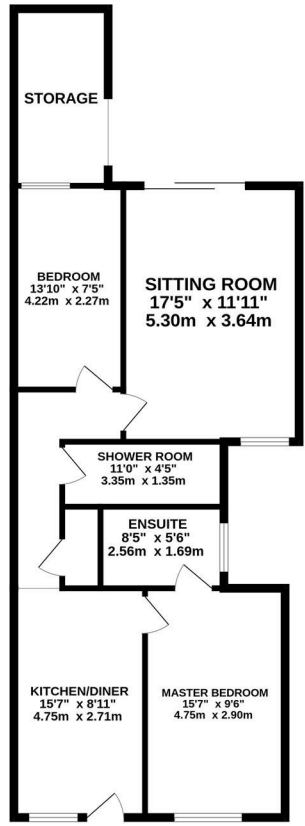 STORAGE
BEDROOM
13'10" x 7'5"
4.22m x 2.27m
SITTING ROOM
17'5" x 11'11"
5.30m x 3.64m
SHOWER ROOM
11'0" x 4'5"
3.35m x 1.35m
ENSUITE
8'5" x 5'6"
2.56m x 1.69m
KITCHEN/DINER
15'7" x 8'11"
4.75m x 2.71m
MASTER BEDROOM
15'7" x 9'6"
4.75m x 2.90m